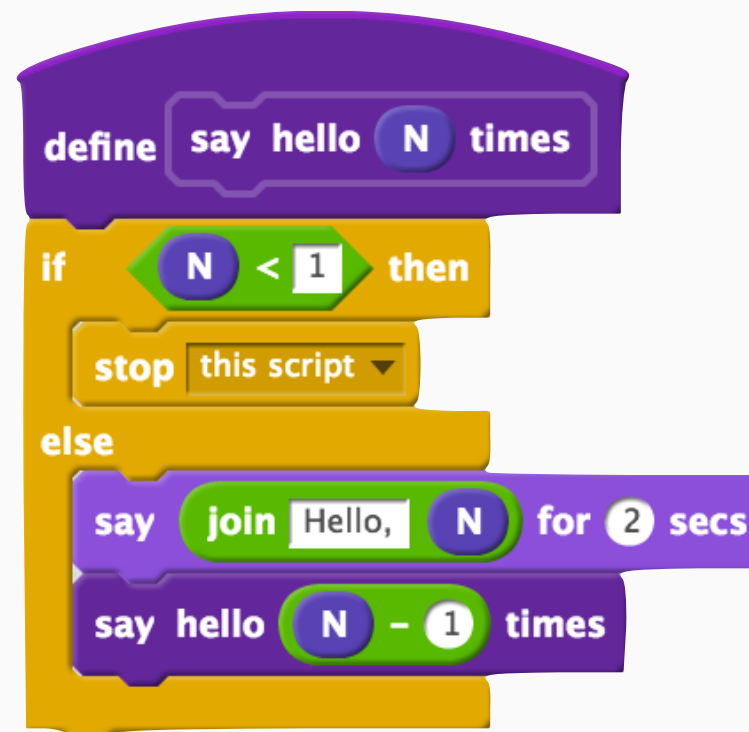 define say hello N times
if N < 1 then
stop this script
else
say join Hello, N for 2 secs
say hello N - 1 times